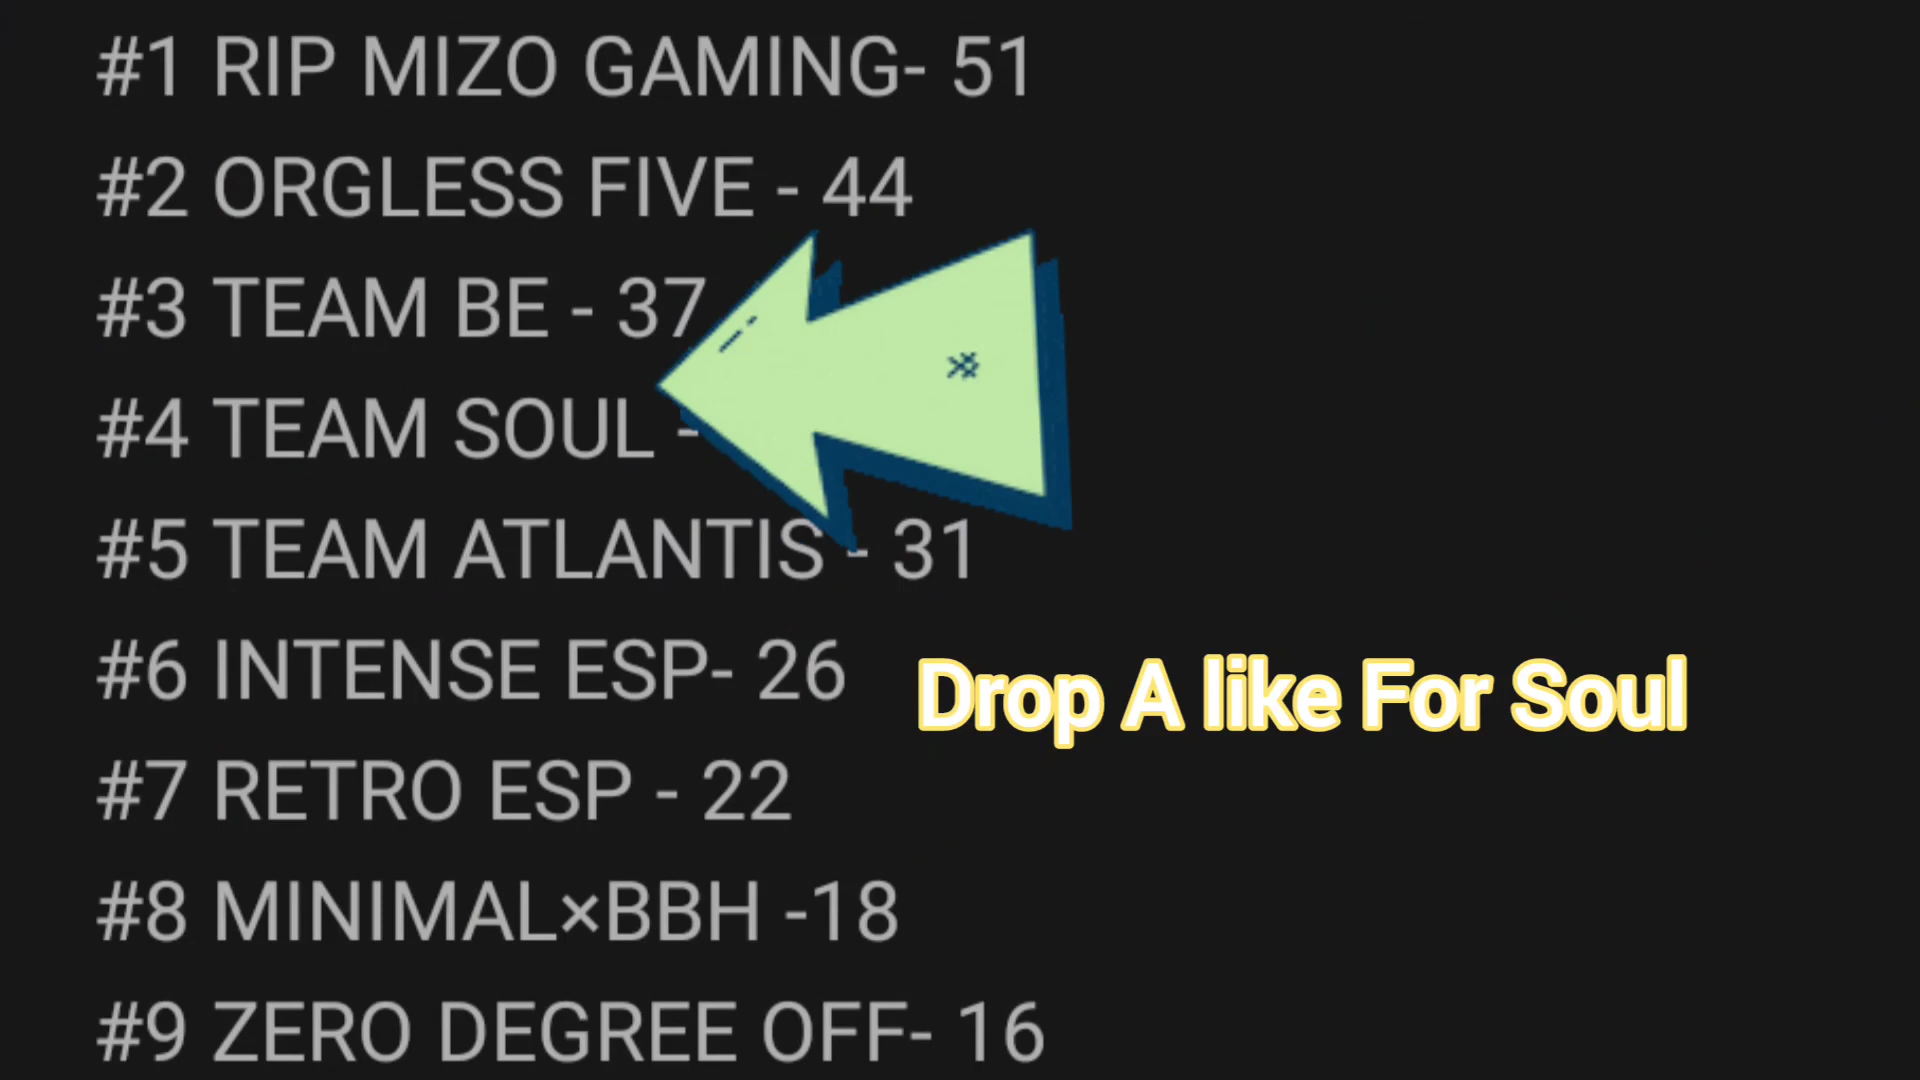 #1 RIP MIZO GAMING- 51
#2 ORGLESS FIVE - 44
#3 TEAM BE - 37
#4 TEAM SOUL -
#5 TEAM ATLANTIS - 31
#6 INTENSE ESP- 26
Drop A like For Soul
#7 RETRO ESP - 22
#8 MINIMAL×BBH -18
#9 ZERO DEGREE OFF- 16